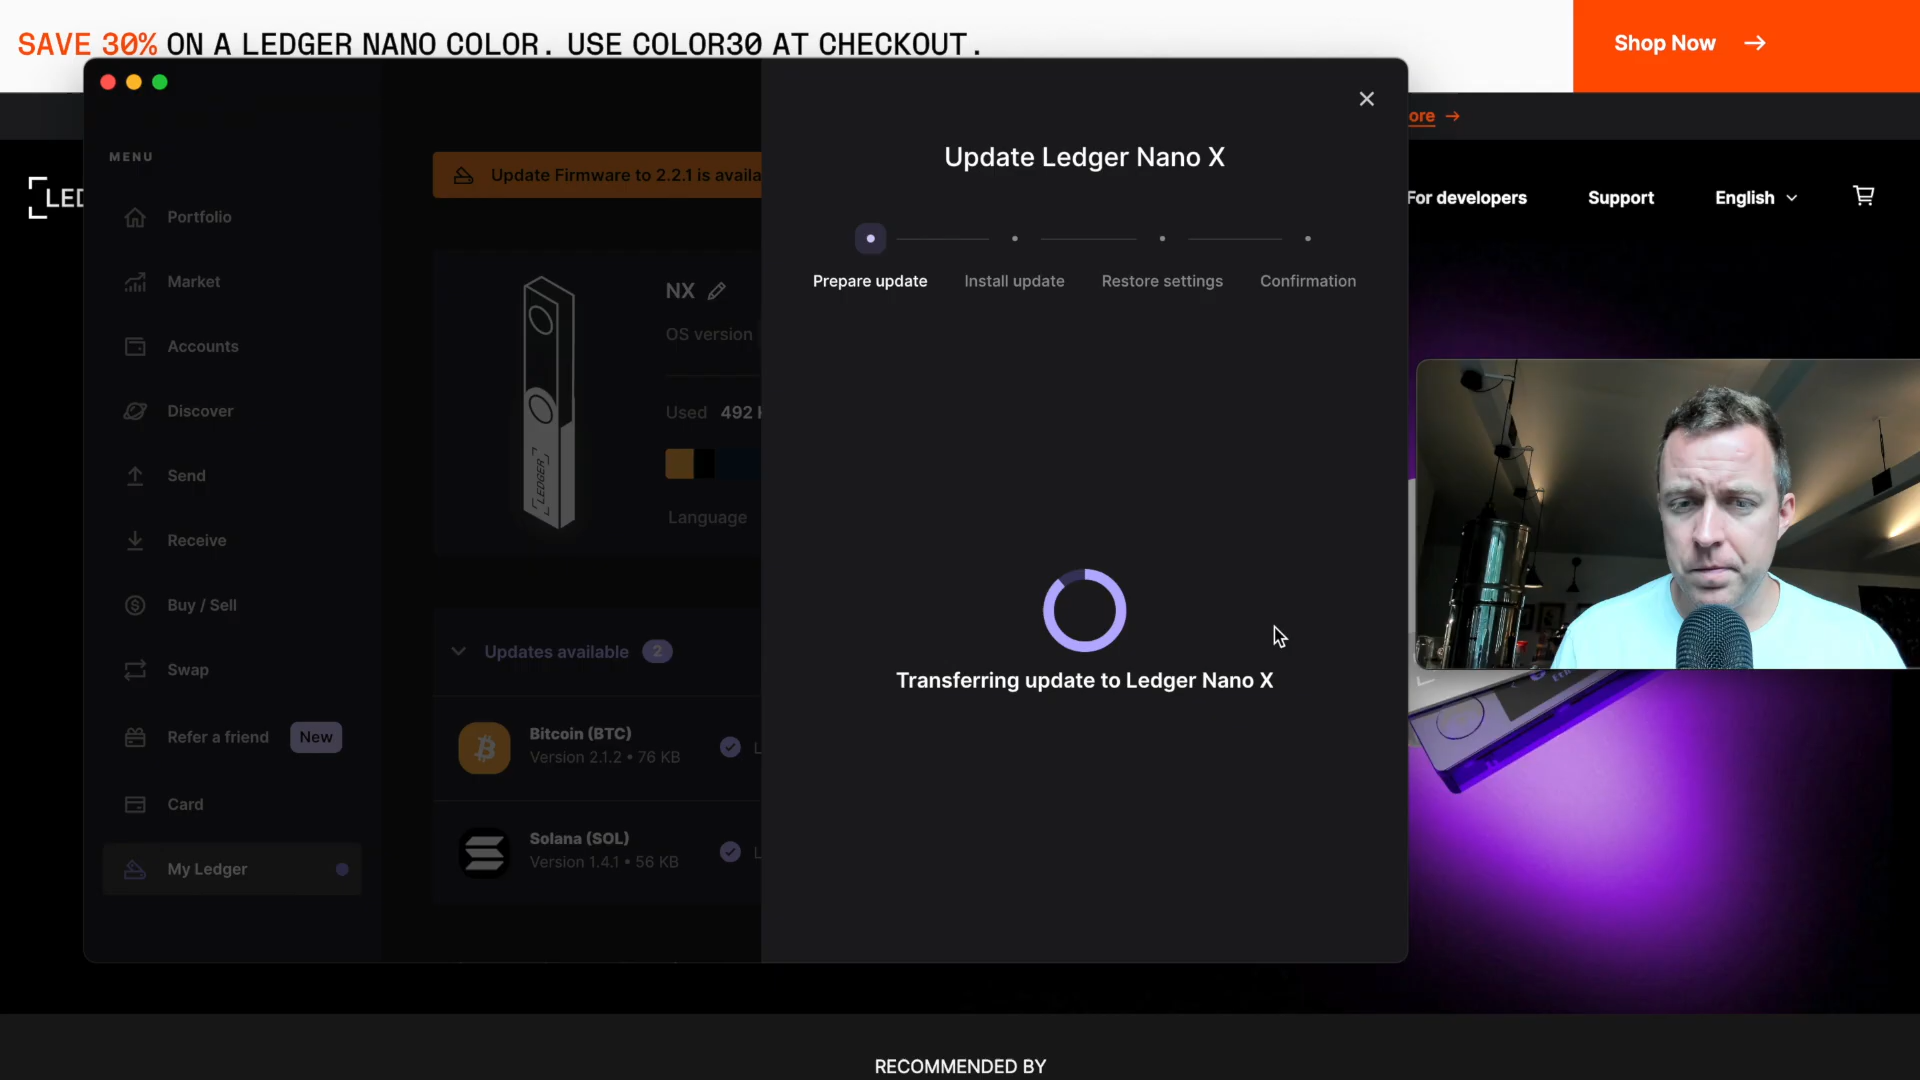 SAVE 30% ON A LEDGER NANO COLOR. USE COLOR30 AT CHECKOUT.
Shop Now
ore
LED
For developers
Support
English
MENU
Portfolio
Market
Accounts
Discover
Send
Receive
Buy / Sell
Swap
Refer a friend
New
Card
My Ledger
Update Firmware to 2.2.1 is availa
NX
OS version
Used 492 K
LEDGER
Language
Updates available 2
Bitcoin (BTC)
Version 2.1.2 • 76 KB
Solana (SOL)
Version 1.4.1 • 56 KB
Update Ledger Nano X
Prepare update
Install update
Restore settings
Confirmation
Transferring update to Ledger Nano X
RECOMMENDED BY